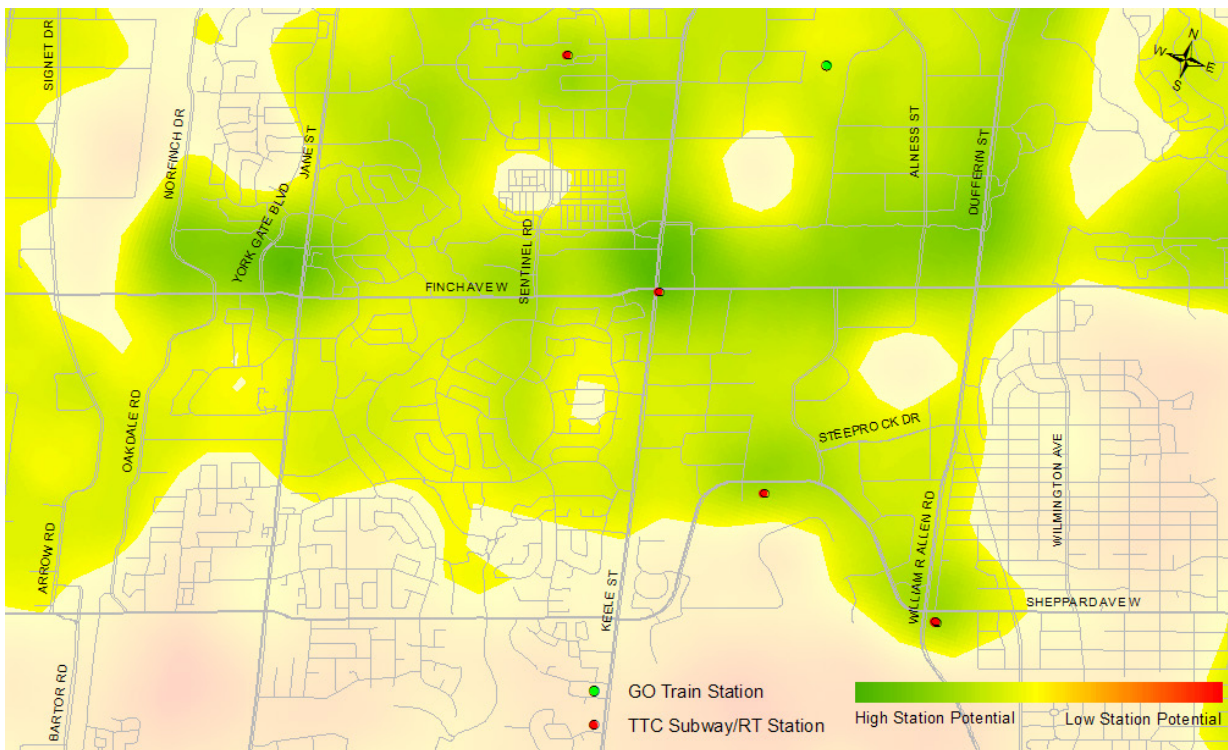 SIGNET DR
NORFINCH DR
JANE ST
YORK GATE BLVD
FINCH AVE W
SENTINEL RD
ALNESS ST
DUFFERIN ST
N
W
E
S
OAKDALE RD
ARROW RD
BARTOR RD
KEELE ST
STEEPROCK DR
WILLIAM R ALLEN RD
WILMINGTON AVE
SHEPPARD AVE W
GO Train Station
TTC Subway/RT Station
High Station Potential
Low Station Potential